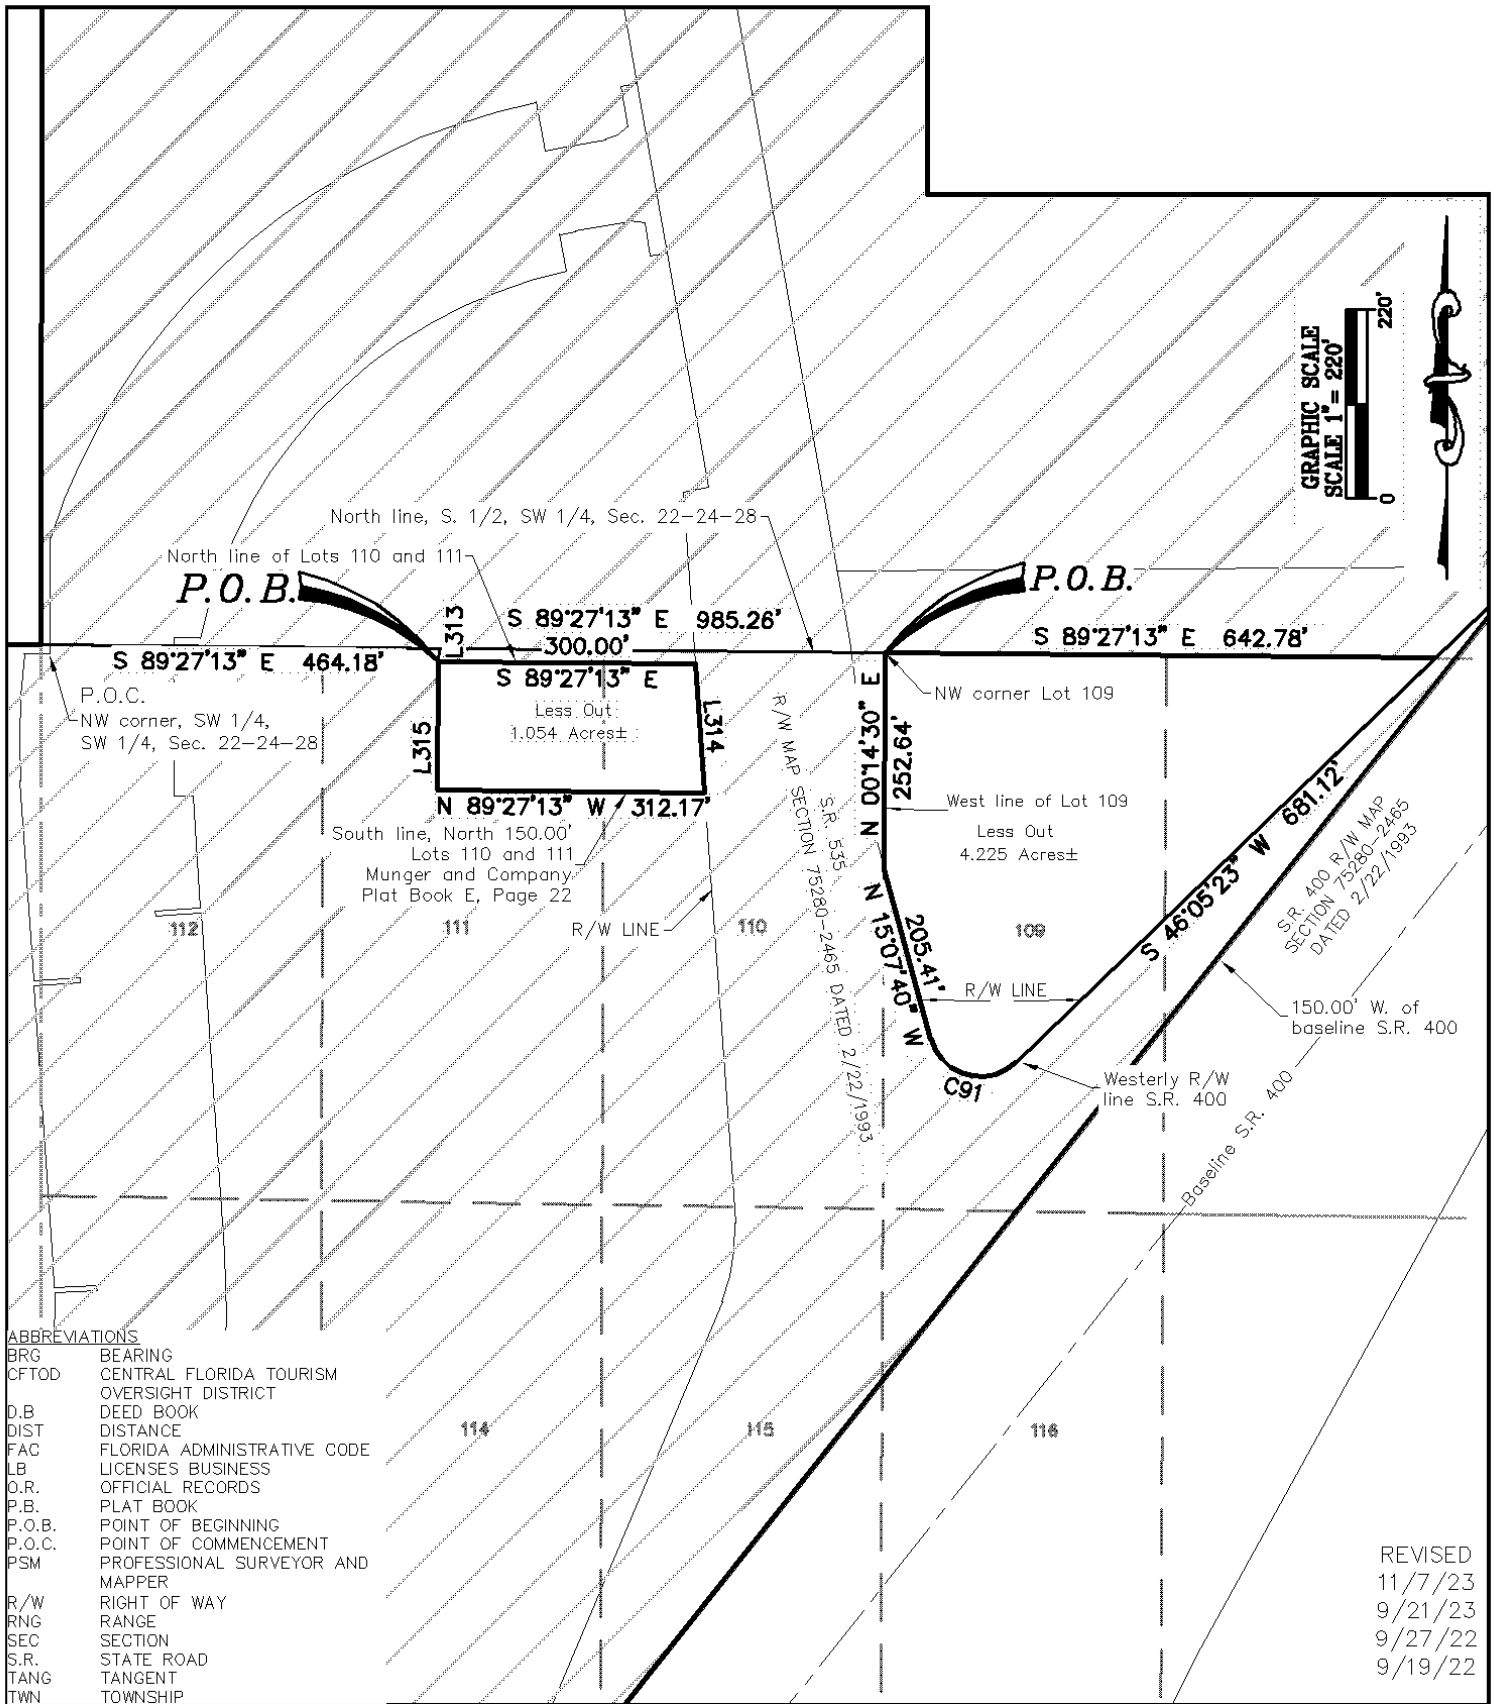 GRAPHIC SCALE
SCALE 1" = 220'
0
220'
North line, S. 1/2, SW 1/4, Sec. 22-24-28
North line of Lots 110 and 111
P.O.B.
P.O.B.
L313
S 89°27'13" E 985.26'
300.00'
S 89°27'13" E 642.78'
S 89°27'13" E 464.18'
S 89°27'13" E
P.O.C.
NW corner, SW 1/4,
SW 1/4, Sec. 22-24-28
Less Out
1.054 Acres±
L315
L314
N 89°27'13" W 312.17'
South line, North 150.00'
Lots 110 and 111
Munger and Company
Plat Book E, Page 22
R/W LINE
S.R. 535
R/W MAP SECTION 75280-2465 DATED 2/22/1993
N 00°14'30" E
252.64'
NW corner Lot 109
West line of Lot 109
Less Out
4.225 Acres±
N 15°07'40" W
205.41'
R/W LINE
C91
S 46°05'23" W 681.12'
S.R. 400 R/W MAP
SECTION 75280-2465
DATED 2/22/1993
150.00' W. of
baseline S.R. 400
Westerly R/W
line S.R. 400
Baseline S.R. 400
112
111
110
109
114
115
116
ABBREVIATIONS
BRG BEARING
CFTOD CENTRAL FLORIDA TOURISM
OVERSIGHT DISTRICT
D.B DEED BOOK
DIST DISTANCE
FAC FLORIDA ADMINISTRATIVE CODE
LB LICENSES BUSINESS
O.R. OFFICIAL RECORDS
P.B. PLAT BOOK
P.O.B. POINT OF BEGINNING
P.O.C. POINT OF COMMENCEMENT
PSM PROFESSIONAL SURVEYOR AND
MAPPER
R/W RIGHT OF WAY
RNG RANGE
SEC SECTION
S.R. STATE ROAD
TANG TANGENT
TWN TOWNSHIP
REVISED
11/7/23
9/21/23
9/27/22
9/19/22